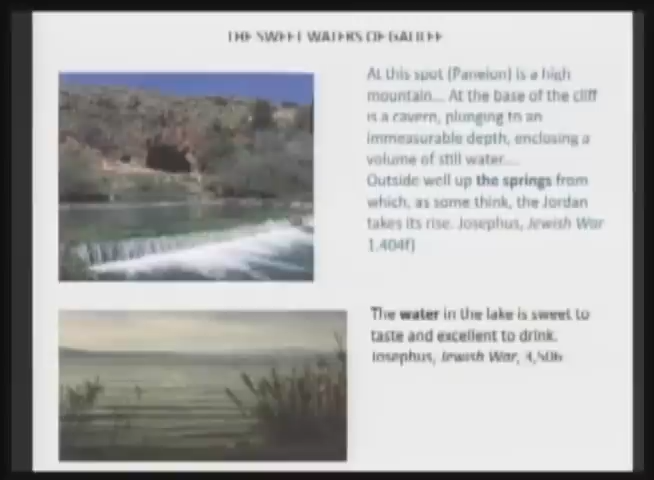 THE SWEET WATERS OF GALILEE
At this spot (Paneion) is a high
mountain... At the base of the cliff
is a cavern, plunging to an
immeasurable depth, enclosing a
volume of still water...
Outside well up the springs from
which, as some think, the Jordan
takes its rise. Josephus, Jewish War
1.404f)
The water in the lake is sweet to
taste and excellent to drink.
Josephus, Jewish War,